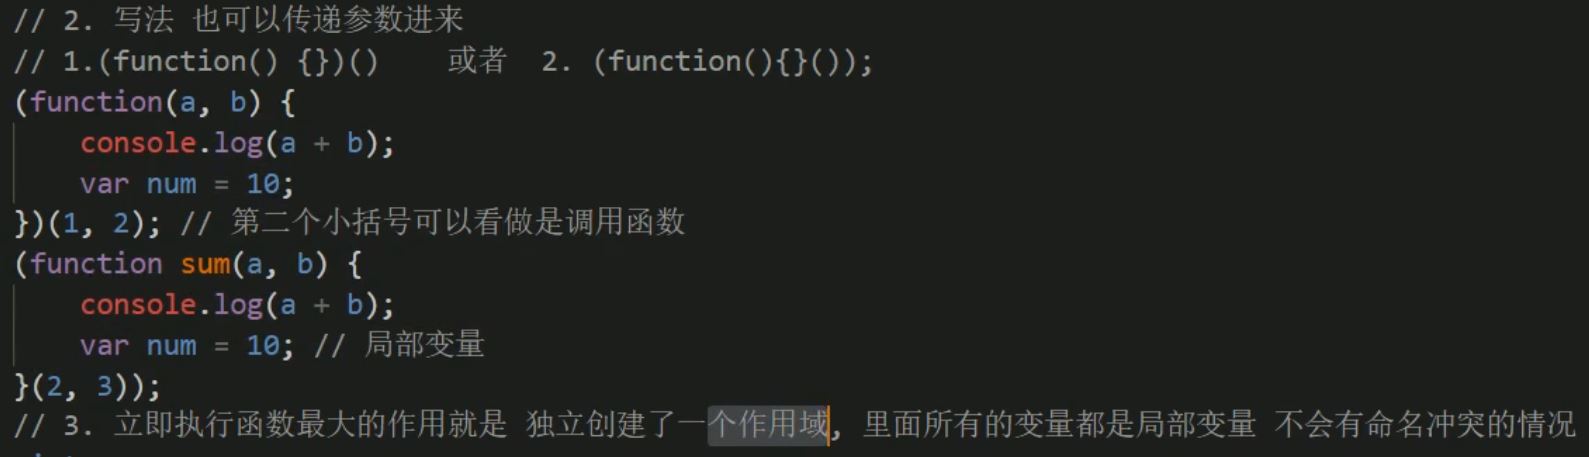 // 2. 写法 也可以传递参数进来
// 1.(function() {})()    或者  2. (function(){}());
(function(a, b) {
    console.log(a + b);
    var num = 10;
})(1, 2); // 第二个小括号可以看做是调用函数
(function sum(a, b) {
    console.log(a + b);
    var num = 10; // 局部变量
}(2, 3));
// 3. 立即执行函数最大的作用就是 独立创建了一个作用域, 里面所有的变量都是局部变量 不会有命名冲突的情况